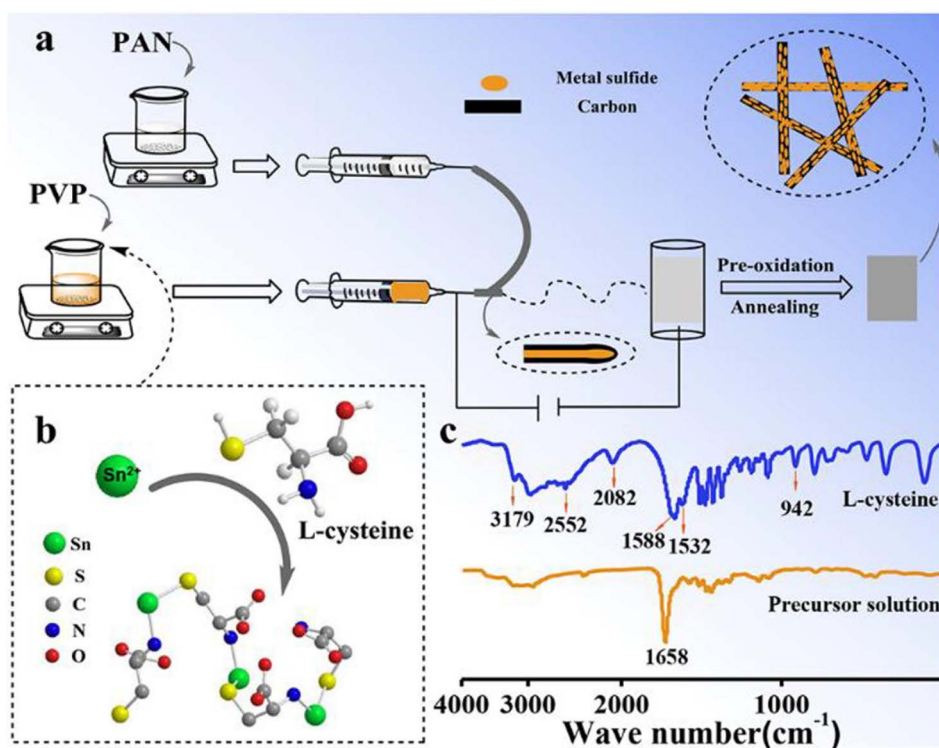 a
PAN
PVP
Metal sulfide
Carbon
Pre-oxidation
Annealing
b
Sn2+
L-cysteine
Sn
S
C
N
O
c
3179
2552
2082
1588
1532
942
L-cysteine
Precursor solution
1658
4000 3000 2000 1000
Wave number(cm-1)